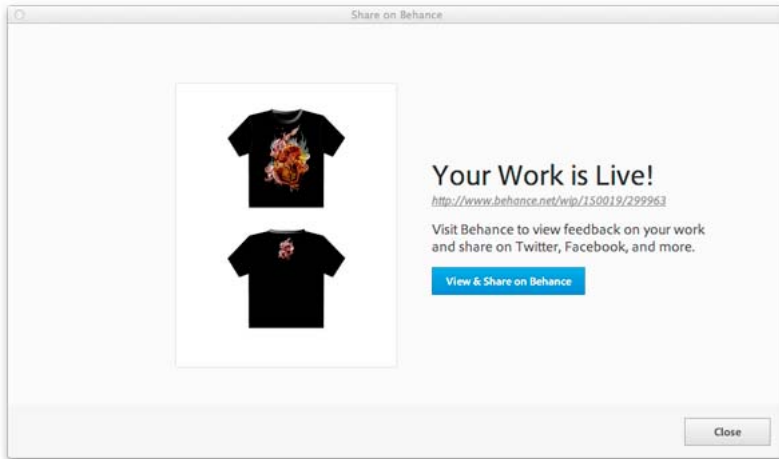 Share on Behance
Your Work is Live!
http://www.behance.net/wip/150019/299963
Visit Behance to view feedback on your work
and share on Twitter, Facebook, and more.
View & Share on Behance
Close